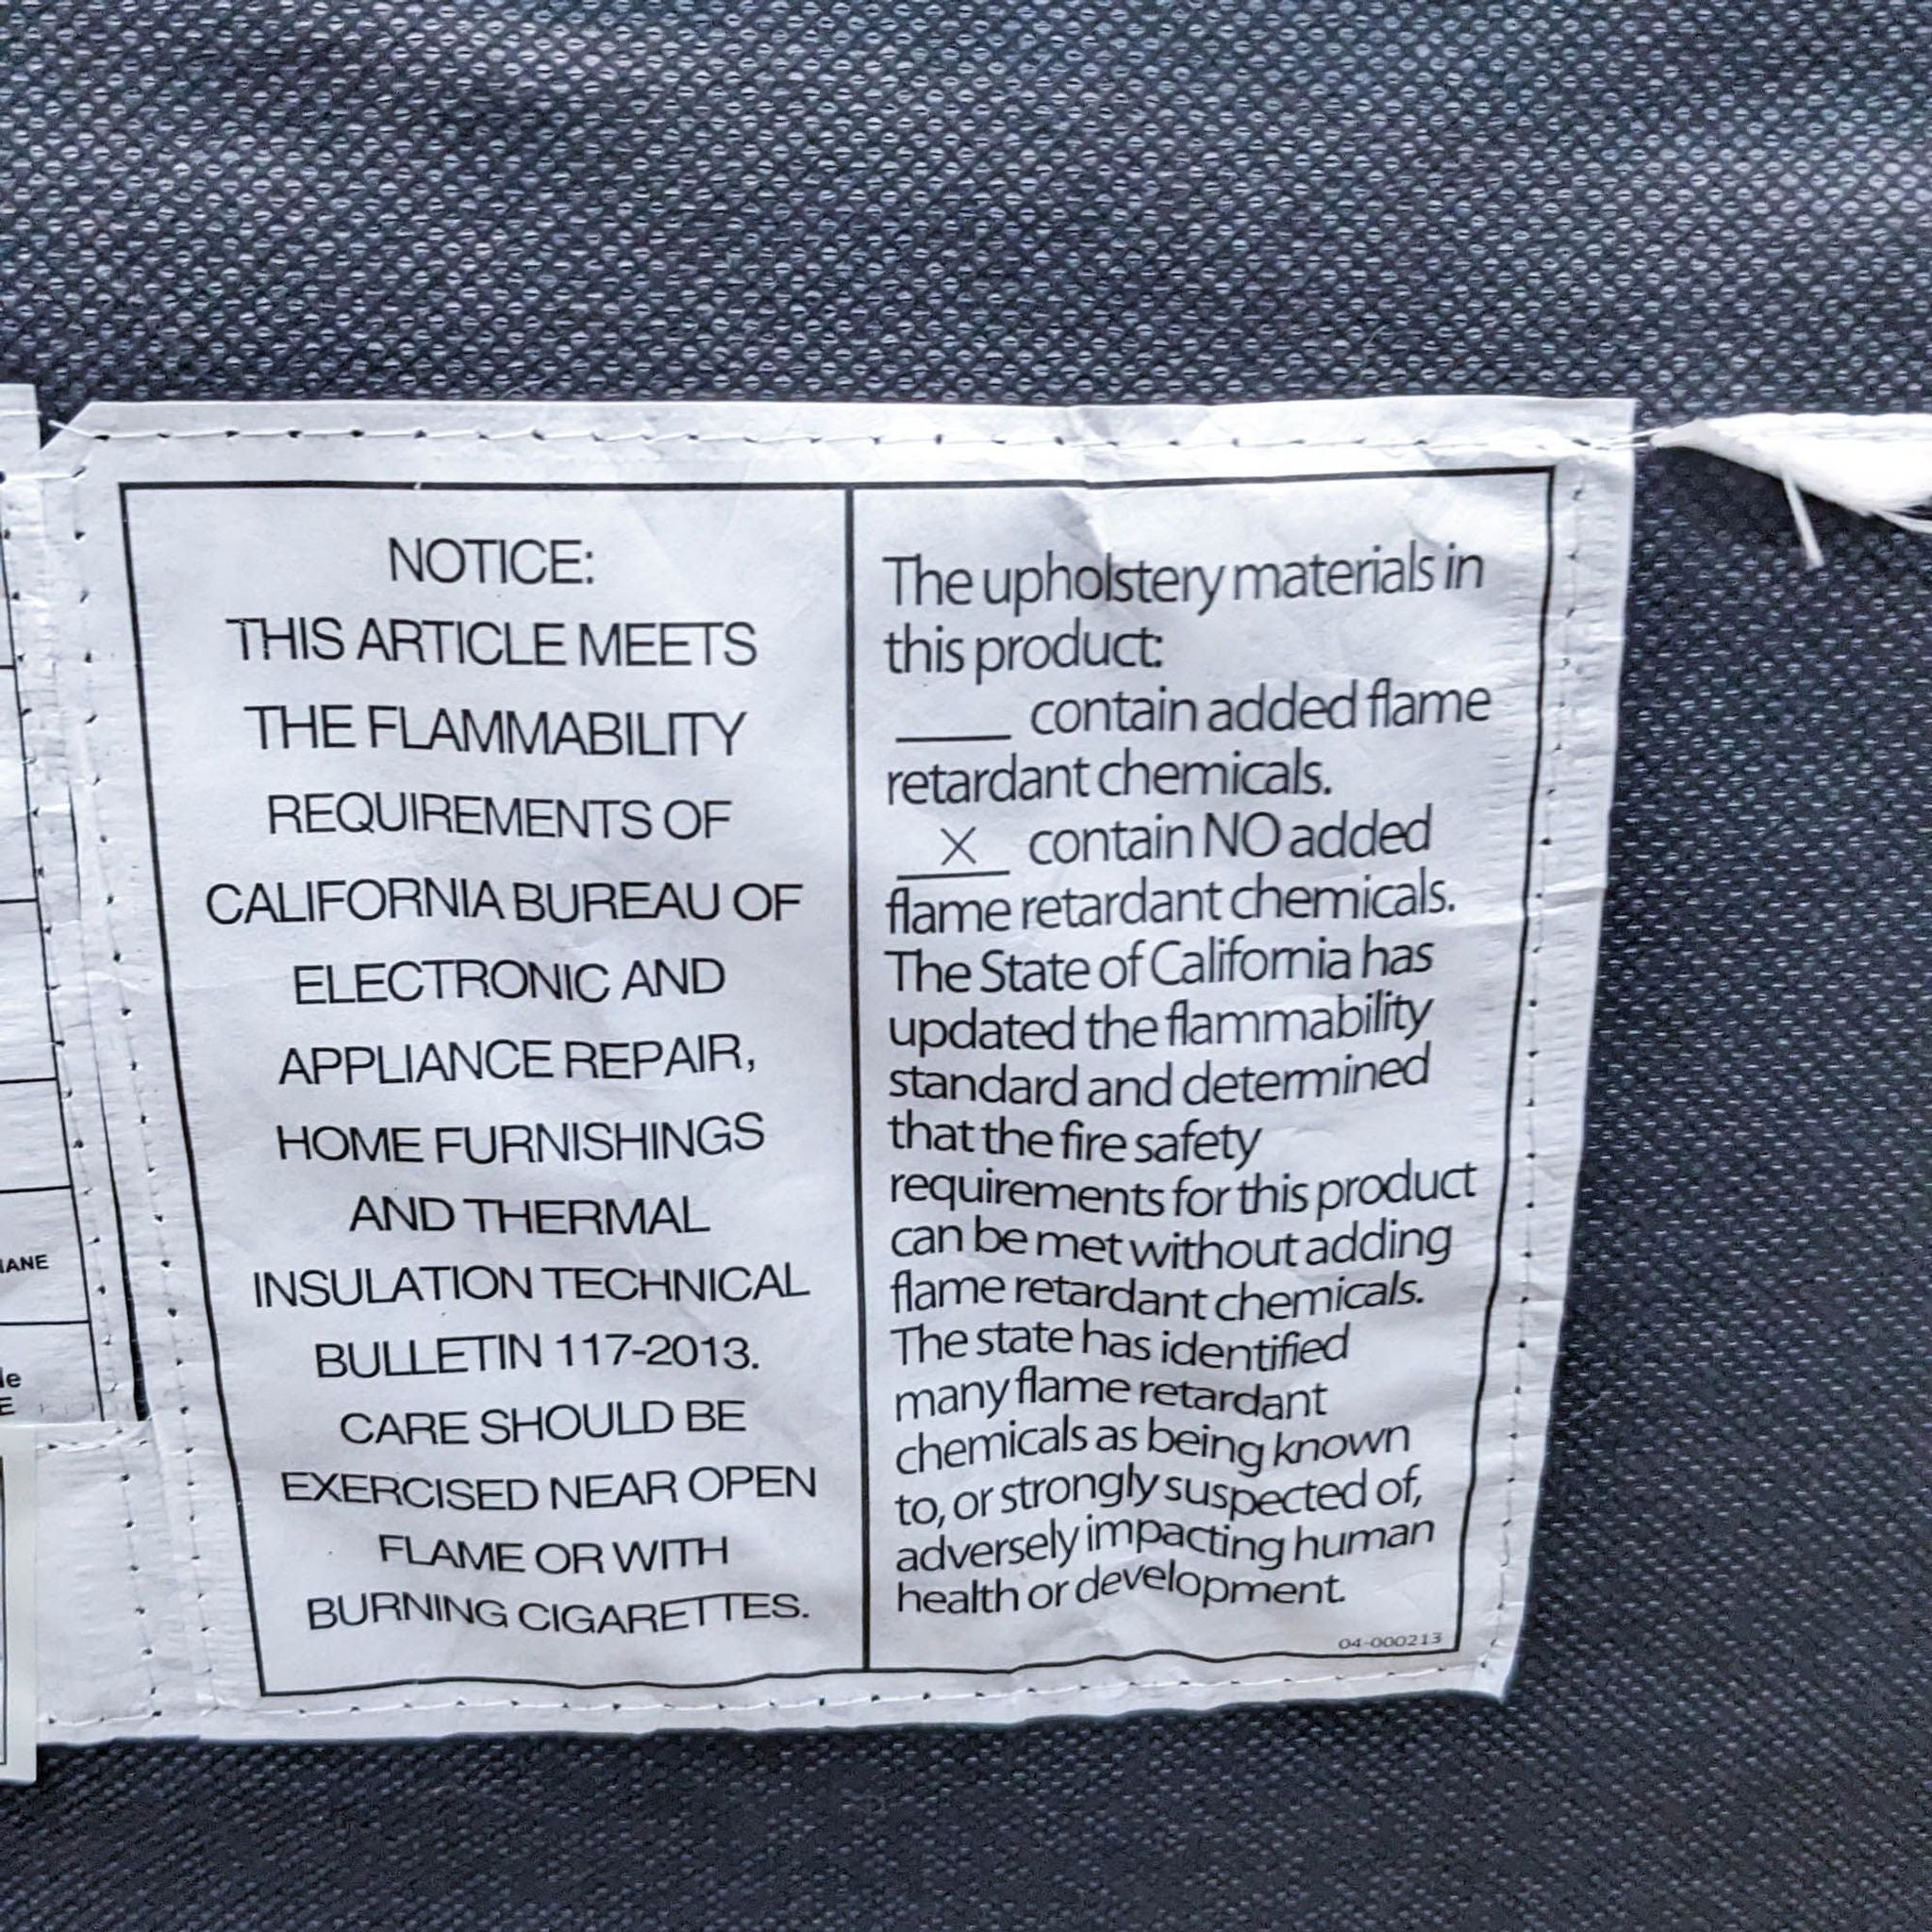 NOTICE:
THIS ARTICLE MEETS
THE FLAMMABILITY
REQUIREMENTS OF
CALIFORNIA BUREAU OF
ELECTRONIC AND
APPLIANCE REPAIR,
HOME FURNISHINGS
AND THERMAL
INSULATION TECHNICAL
BULLETIN 117-2013.
CARE SHOULD BE
EXERCISED NEAR OPEN
FLAME OR WITH
BURNING CIGARETTES.
The upholstery materials in
this product:
____ contain added flame
retardant chemicals.
X contain NO added
flame retardant chemicals.
The State of California has
updated the flammability
standard and determined
that the fire safety
requirements for this product
can be met without adding
flame retardant chemicals.
The state has identified
many flame retardant
chemicals as being known
to, or strongly suspected of,
adversely impacting human
health or development.
04-000213